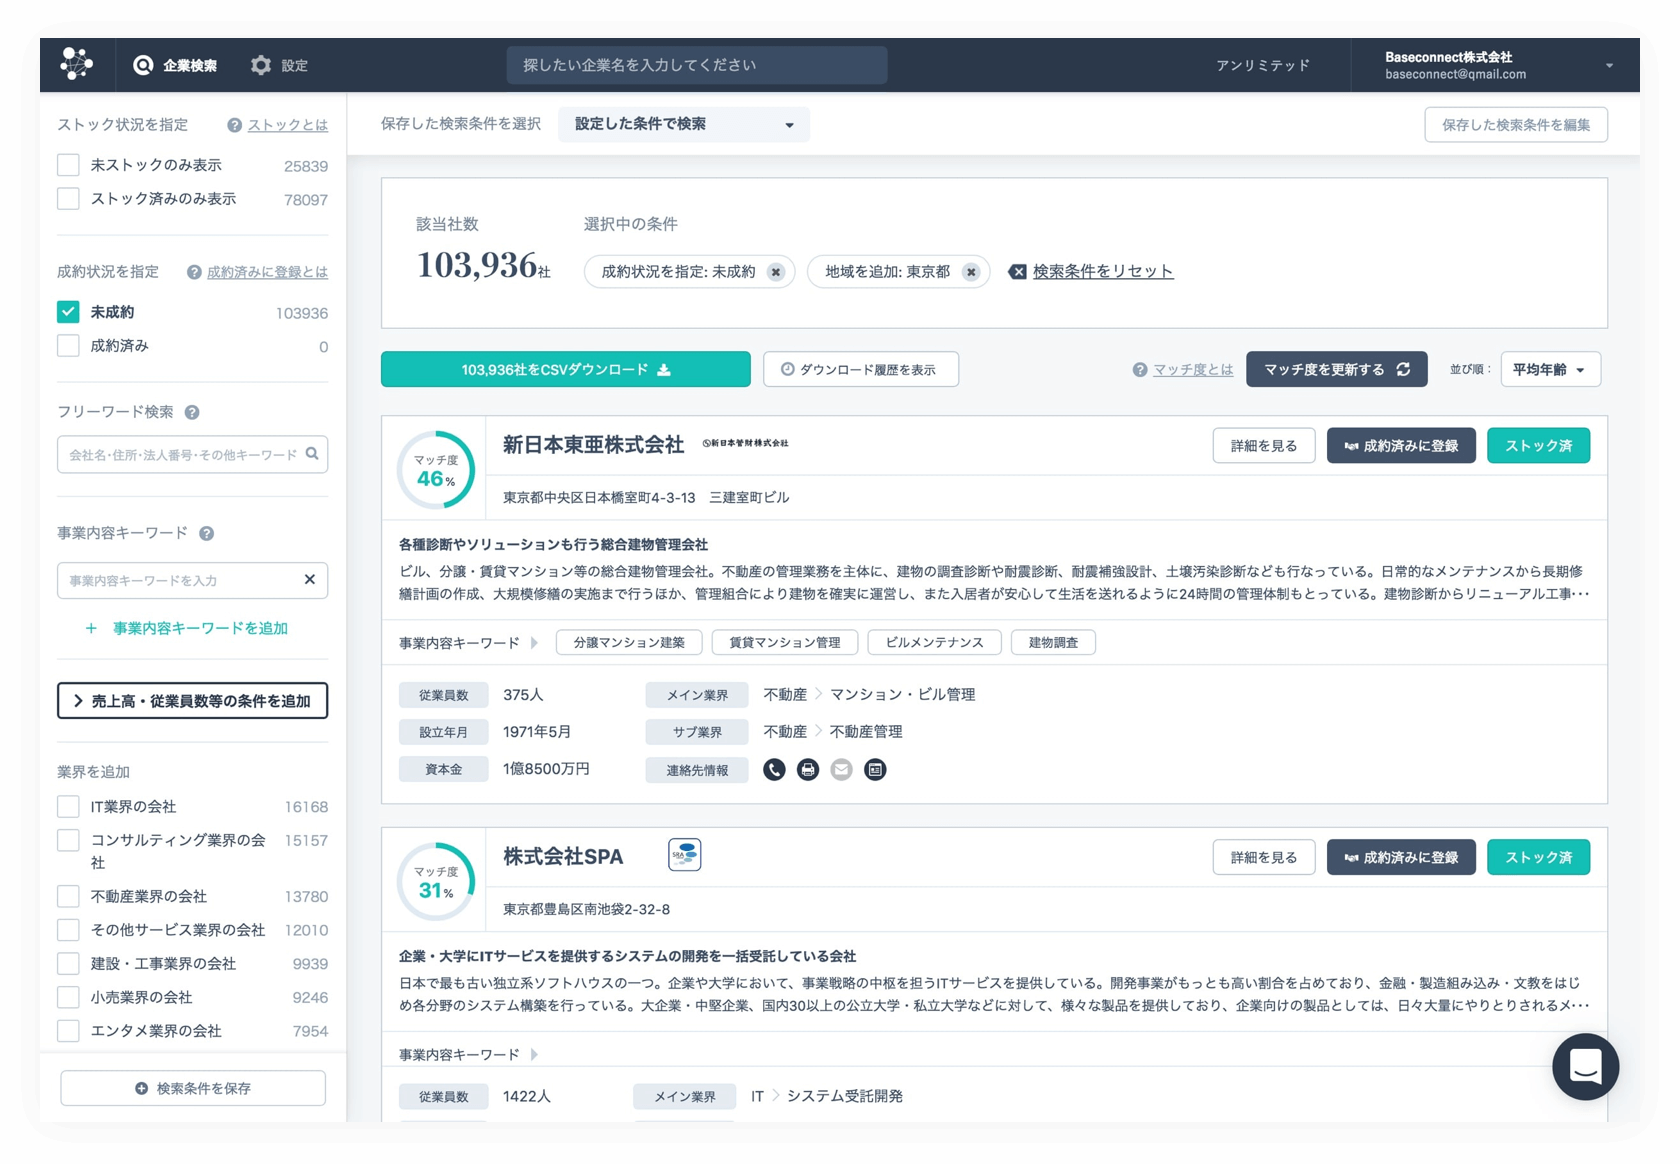 企業検索
設定
探したい企業名を入力してください
アンリミテッド
Baseconnect株式会社
baseconnect@qmail.com
ストック状況を指定
ストックとは
未ストックのみ表示 25839
ストック済みのみ表示 78097
成約状況を指定
成約済みに登録とは
未成約 103936
成約済み 0
フリーワード検索
会社名・住所・法人番号・その他キーワード
事業内容キーワード
事業内容キーワードを入力
+ 事業内容キーワードを追加
売上高・従業員数等の条件を追加
業界を追加
IT業界の会社 16168
コンサルティング業界の会 15157
社
不動産業界の会社 13780
その他サービス業界の会社 12010
建設・工事業界の会社 9939
小売業界の会社 9246
エンタメ業界の会社 7954
検索条件を保存
保存した検索条件を選択
設定した条件で検索
保存した検索条件を編集
該当社数
103,936社
選択中の条件
成約状況を指定: 未成約
地域を追加: 東京都
検索条件をリセット
103,936社をCSVダウンロード
ダウンロード履歴を表示
マッチ度とは
マッチ度を更新する
並び順：
平均年齢
マッチ度
46%
新日本東亜株式会社
新日本管財株式会社
詳細を見る
成約済みに登録
ストック済
東京都中央区日本橋室町4-3-13 三建室町ビル
各種診断やソリューションも行う総合建物管理会社
ビル、分譲・賃貸マンション等の総合建物管理会社。不動産の管理業務を主体に、建物の調査診断や耐震診断、耐震補強設計、土壌汚染診断なども行なっている。日常的なメンテナンスから長期修
繕計画の作成、大規模修繕の実施まで行うほか、管理組合により建物を確実に運営し、また入居者が安心して生活を送れるように24時間の管理体制もとっている。建物診断からリニューアル工事・・・
事業内容キーワード
分譲マンション建築
賃貸マンション管理
ビルメンテナンス
建物調査
従業員数 375人
メイン業界 不動産 > マンション・ビル管理
設立年月 1971年5月
サブ業界 不動産 > 不動産管理
資本金 1億8500万円
連絡先情報
マッチ度
31%
株式会社SPA
SRA
詳細を見る
成約済みに登録
ストック済
東京都豊島区南池袋2-32-8
企業・大学にITサービスを提供するシステムの開発を一括受託している会社
日本で最も古い独立系ソフトハウスの一つ。企業や大学において、事業戦略の中枢を担うITサービスを提供している。開発事業がもっとも高い割合を占めており、金融・製造組み込み・文教をはじ
め各分野のシステム構築を行っている。大企業・中堅企業、国内30以上の公立大学・私立大学などに対して、様々な製品を提供しており、企業向けの製品としては、日々大量にやりとりされるメ・・・
事業内容キーワード
従業員数 1422人
メイン業界 IT > システム受託開発